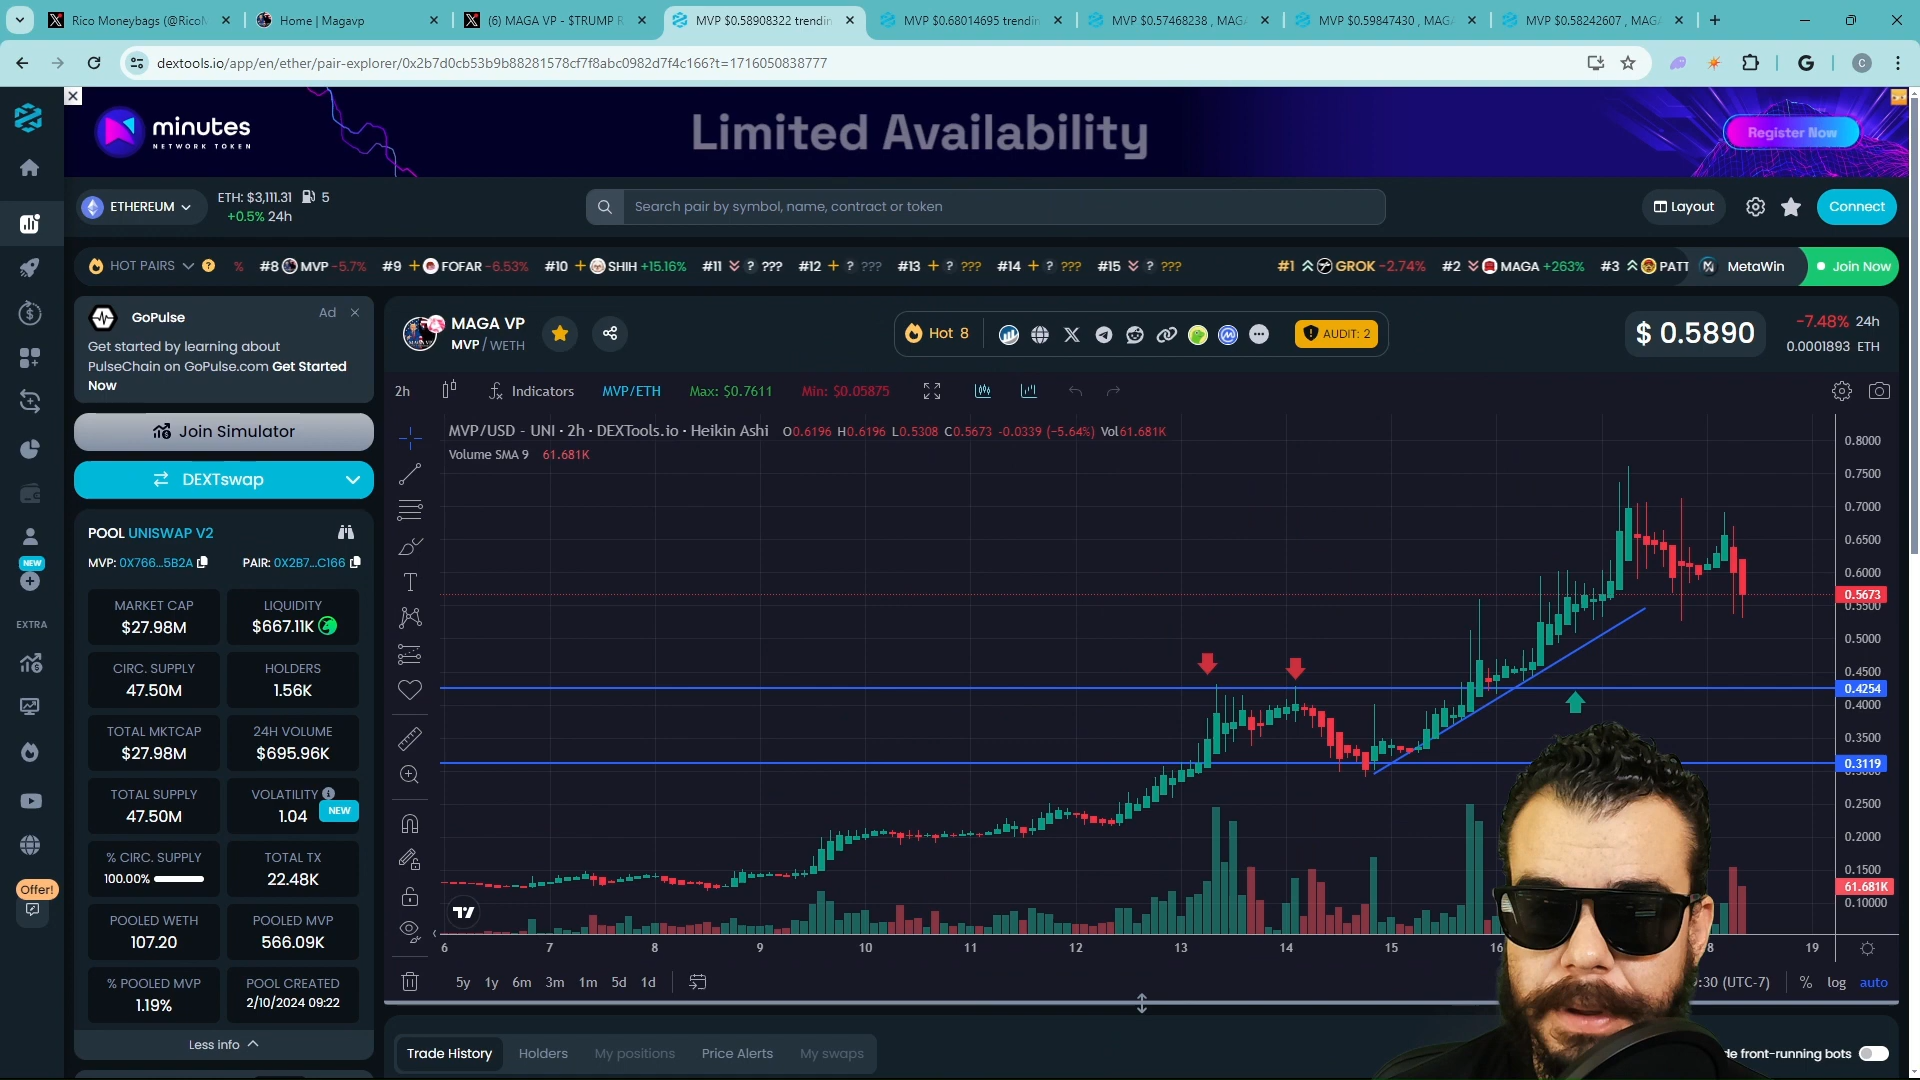 Rico Moneybags (@RicoM
Home | Magavp
(6) MAGA VP - $TRUMP R
MVP $0.58908322 trendin
MVP $0.68014695 trendin
MVP $0.57468238 , MAGA
MVP $0.59847430 , MAGA
MVP $0.58242607 , MAGA
dextools.io/app/en/ether/pair-explorer/0x2b7d0cb53b9b88281578cf7f8abc0982d7f4c166?t=1716050838777
minutes
NETWORK TOKEN
Limited Availability
Register Now
ETHEREUM
ETH: $3,111.31 5
+0.5% 24h
Search pair by symbol, name, contract or token
Layout
Connect
HOT PAIRS ? % #8 MVP -5.7% #9 + FOFAR -6.53% #10 + SHIH +15.16% #11 ? ??? #12 + ? ??? #13 + ? ??? #14 + ? ??? #15 ? ??? #1 GROK -2.74% #2 MAGA +263% #3 PATT MetaWin Join Now
GoPulse
Ad
Get started by learning about
PulseChain on GoPulse.com Get Started
Now
Join Simulator
DEXTswap
POOL UNISWAP V2
MVP: 0X766...5B2A PAIR: 0X2B7...C166
MARKET CAP
$27.98M
LIQUIDITY
$667.11K
CIRC. SUPPLY
47.50M
HOLDERS
1.56K
TOTAL MKTCAP
$27.98M
24H VOLUME
$695.96K
TOTAL SUPPLY
47.50M
VOLATILITY
1.04
NEW
% CIRC. SUPPLY
100.00%
TOTAL TX
22.48K
POOLED WETH
107.20
POOLED MVP
566.09K
% POOLED MVP
1.19%
POOL CREATED
2/10/2024 09:22
Less info
NEW
EXTRA
Offer!
MAGA VP
MVP / WETH
Hot 8
AUDIT: 2
$ 0.5890
-7.48% 24h
0.0001893 ETH
2h Indicators MVP/ETH Max: $0.7611 Min: $0.05875
MVP/USD - UNI · 2h · DEXTools.io · Heikin Ashi O0.6196 H0.6196 L0.5308 C0.5673 -0.0339 (-5.64%) Vol61.681K
Volume SMA 9 61.681K
0.8000
0.7500
0.7000
0.6500
0.6000
0.5673
0.5500
0.5000
0.4500
0.4254
0.4000
0.3500
0.3119
0.2500
0.2000
0.1500
61.681K
0.10000
6 7 8 9 10 11 12 13 14 15 16 8 19
5y 1y 6m 3m 1m 5d 1d
:30 (UTC-7) % log auto
Trade History Holders My positions Price Alerts My swaps
de front-running bots